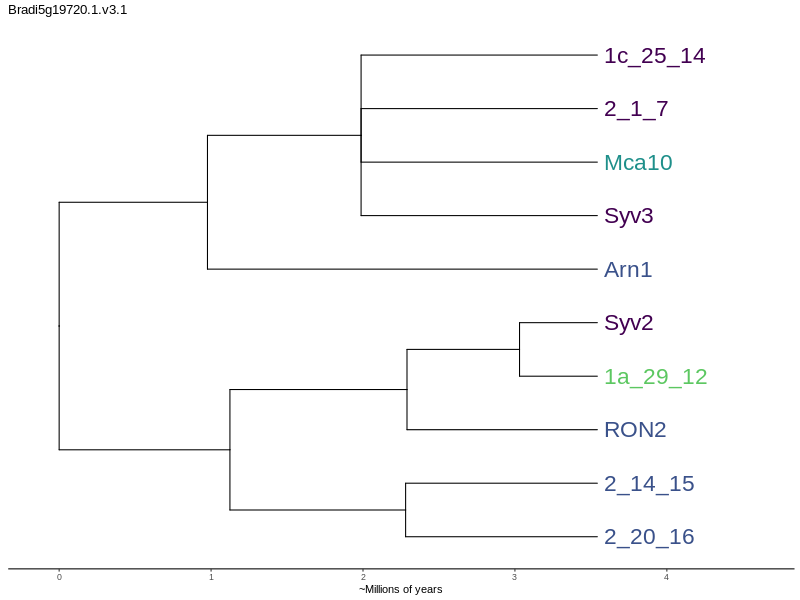 Bradi5g19720.1.v3.1
1c_25_14
2_1_7
Mca10
Syv3
Arn1
Syv2
1a_29_12
RON2
2_14_15
2_20_16
0 1 2 3 4
~Millions of years